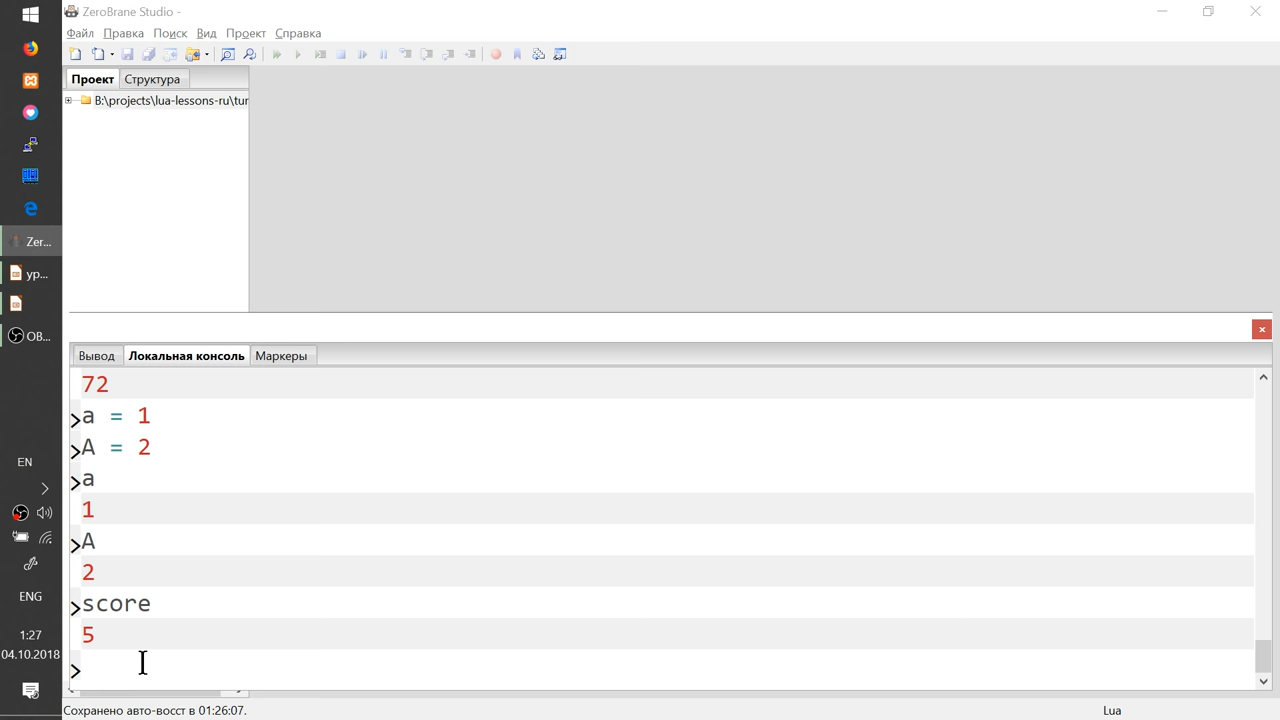 ZeroBrane Studio -
Файл Правка Поиск Вид Проект Справка
Проект Структура
B:\projects\lua-lessons-ru\tur
Zer...
ур...
OB...
Вывод Локальная консоль Маркеры
72
>a = 1
>A = 2
>a
1
>A
2
>score
5
>
EN
ENG
1:27
04.10.2018
Сохранено авто-восст в 01:26:07.
Lua